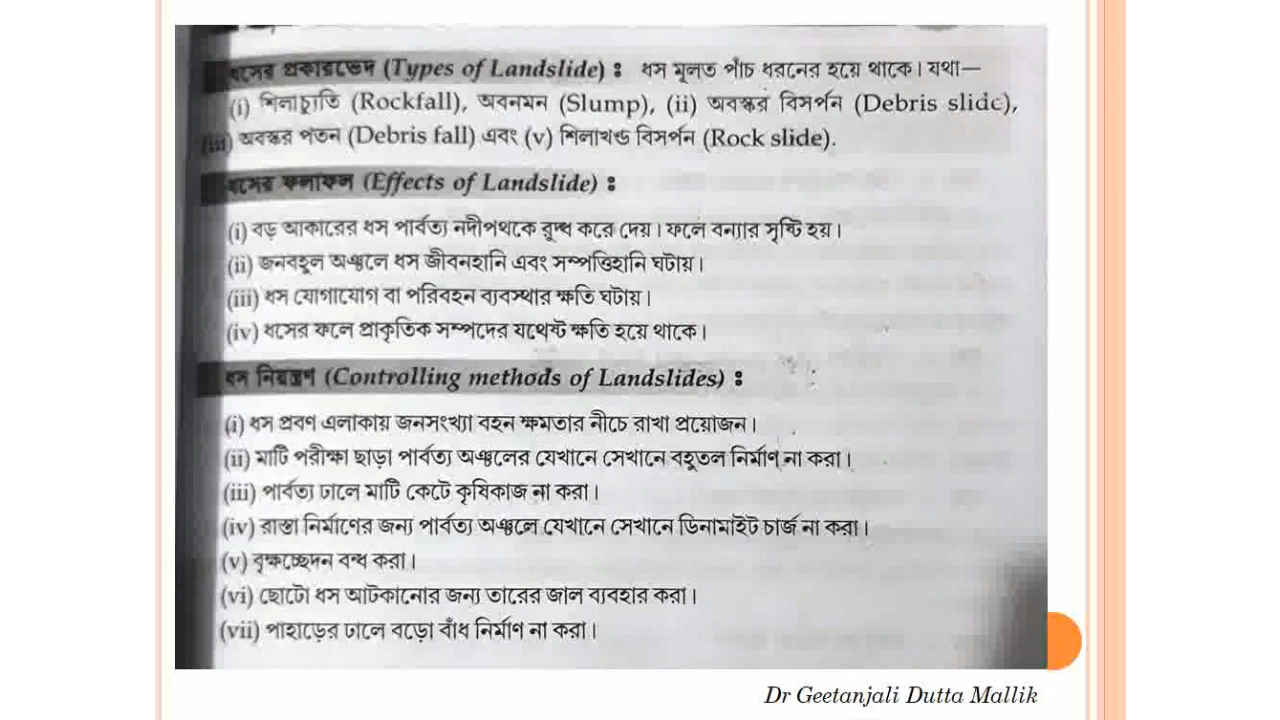 ধসের প্রকারভেদ (Types of Landslide) : ধস মূলত পাঁচ ধরনের হয়ে থাকে। যথা—
(i) শিলাচ্যুতি (Rockfall), অবনমন (Slump), (ii) অবস্কর বিসর্পন (Debris slide),
(iii) অবস্কর পতন (Debris fall) এবং (v) শিলাখণ্ড বিসর্পন (Rock slide).
ধসের ফলাফল (Effects of Landslide) :
(i) বড় আকারের ধস পার্বত্য নদীপথকে রুদ্ধ করে দেয়। ফলে বন্যার সৃষ্টি হয়।
(ii) জনবহুল অঞ্চলে ধস জীবনহানি এবং সম্পত্তিহানি ঘটায়।
(iii) ধস যোগাযোগ বা পরিবহন ব্যবস্থার ক্ষতি ঘটায়।
(iv) ধসের ফলে প্রাকৃতিক সম্পদের যথেষ্ট ক্ষতি হয়ে থাকে।
ধস নিয়ন্ত্রণ (Controlling methods of Landslides) :
(i) ধস প্রবণ এলাকায় জনসংখ্যা বহন ক্ষমতার নীচে রাখা প্রয়োজন।
(ii) মাটি পরীক্ষা ছাড়া পার্বত্য অঞ্চলের যেখানে সেখানে বহুতল নির্মাণ না করা।
(iii) পার্বত্য ঢালে মাটি কেটে কৃষিকাজ না করা।
(iv) রাস্তা নির্মাণের জন্য পার্বত্য অঞ্চলে যেখানে সেখানে ডিনামাইট চার্জ না করা।
(v) বৃক্ষচ্ছেদন বন্ধ করা।
(vi) ছোটো ধস আটকানোর জন্য তারের জাল ব্যবহার করা।
(vii) পাহাড়ের ঢালে বড়ো বাঁধ নির্মাণ না করা।
Dr Geetanjali Dutta Mallik